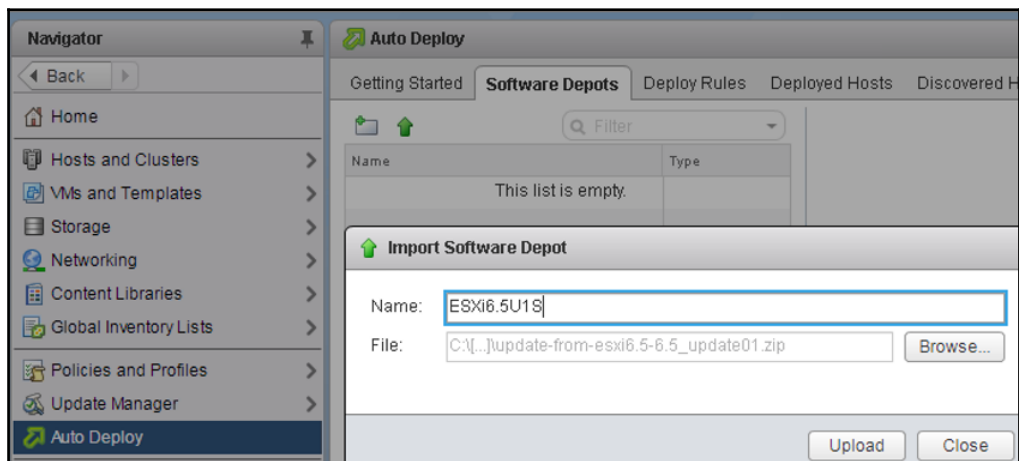 Navigator
Back
Home
Hosts and Clusters
VMs and Templates
Storage
Networking
Content Libraries
Global Inventory Lists
Policies and Profiles
Update Manager
Auto Deploy
Auto Deploy
Getting Started Software Depots Deploy Rules Deployed Hosts Discovered H
Filter
Name Type
This list is empty.
Import Software Depot
Name: ESXi6.5U1S
File: C:\[...]\update-from-esxi6.5-6.5_update01.zip Browse...
Upload Close